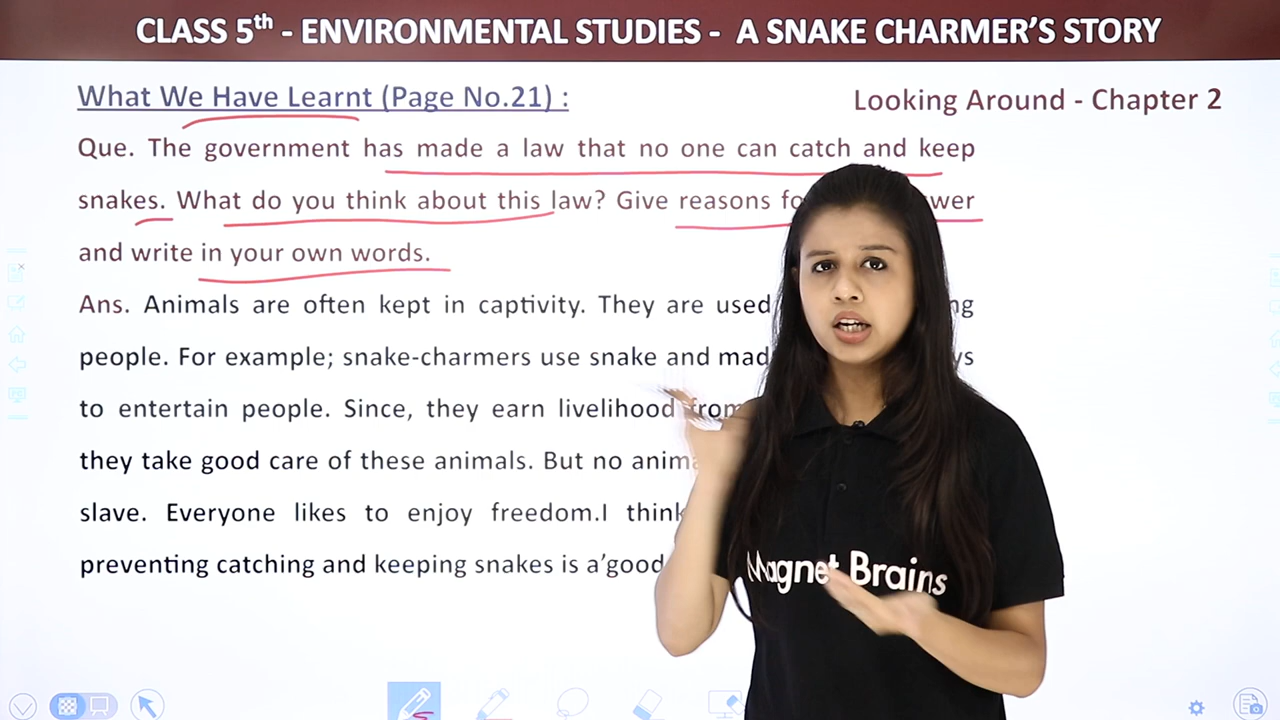 CLASS 5th - ENVIRONMENTAL STUDIES - A SNAKE CHARMER'S STORY
What We Have Learnt (Page No.21) :
Looking Around - Chapter 2
Que. The government has made a law that no one can catch and keep
snakes. What do you think about this law? Give reasons
and write in your own words.
Ans. Animals are often kept in captivity. They are used
people. For example; snake-charmers use snake and
to entertain people. Since, they earn livelihood from
they take good care of these animals. But no
slave. Everyone likes to enjoy freedom.I think
preventing catching and keeping snakes is a'good
Magnet Brains